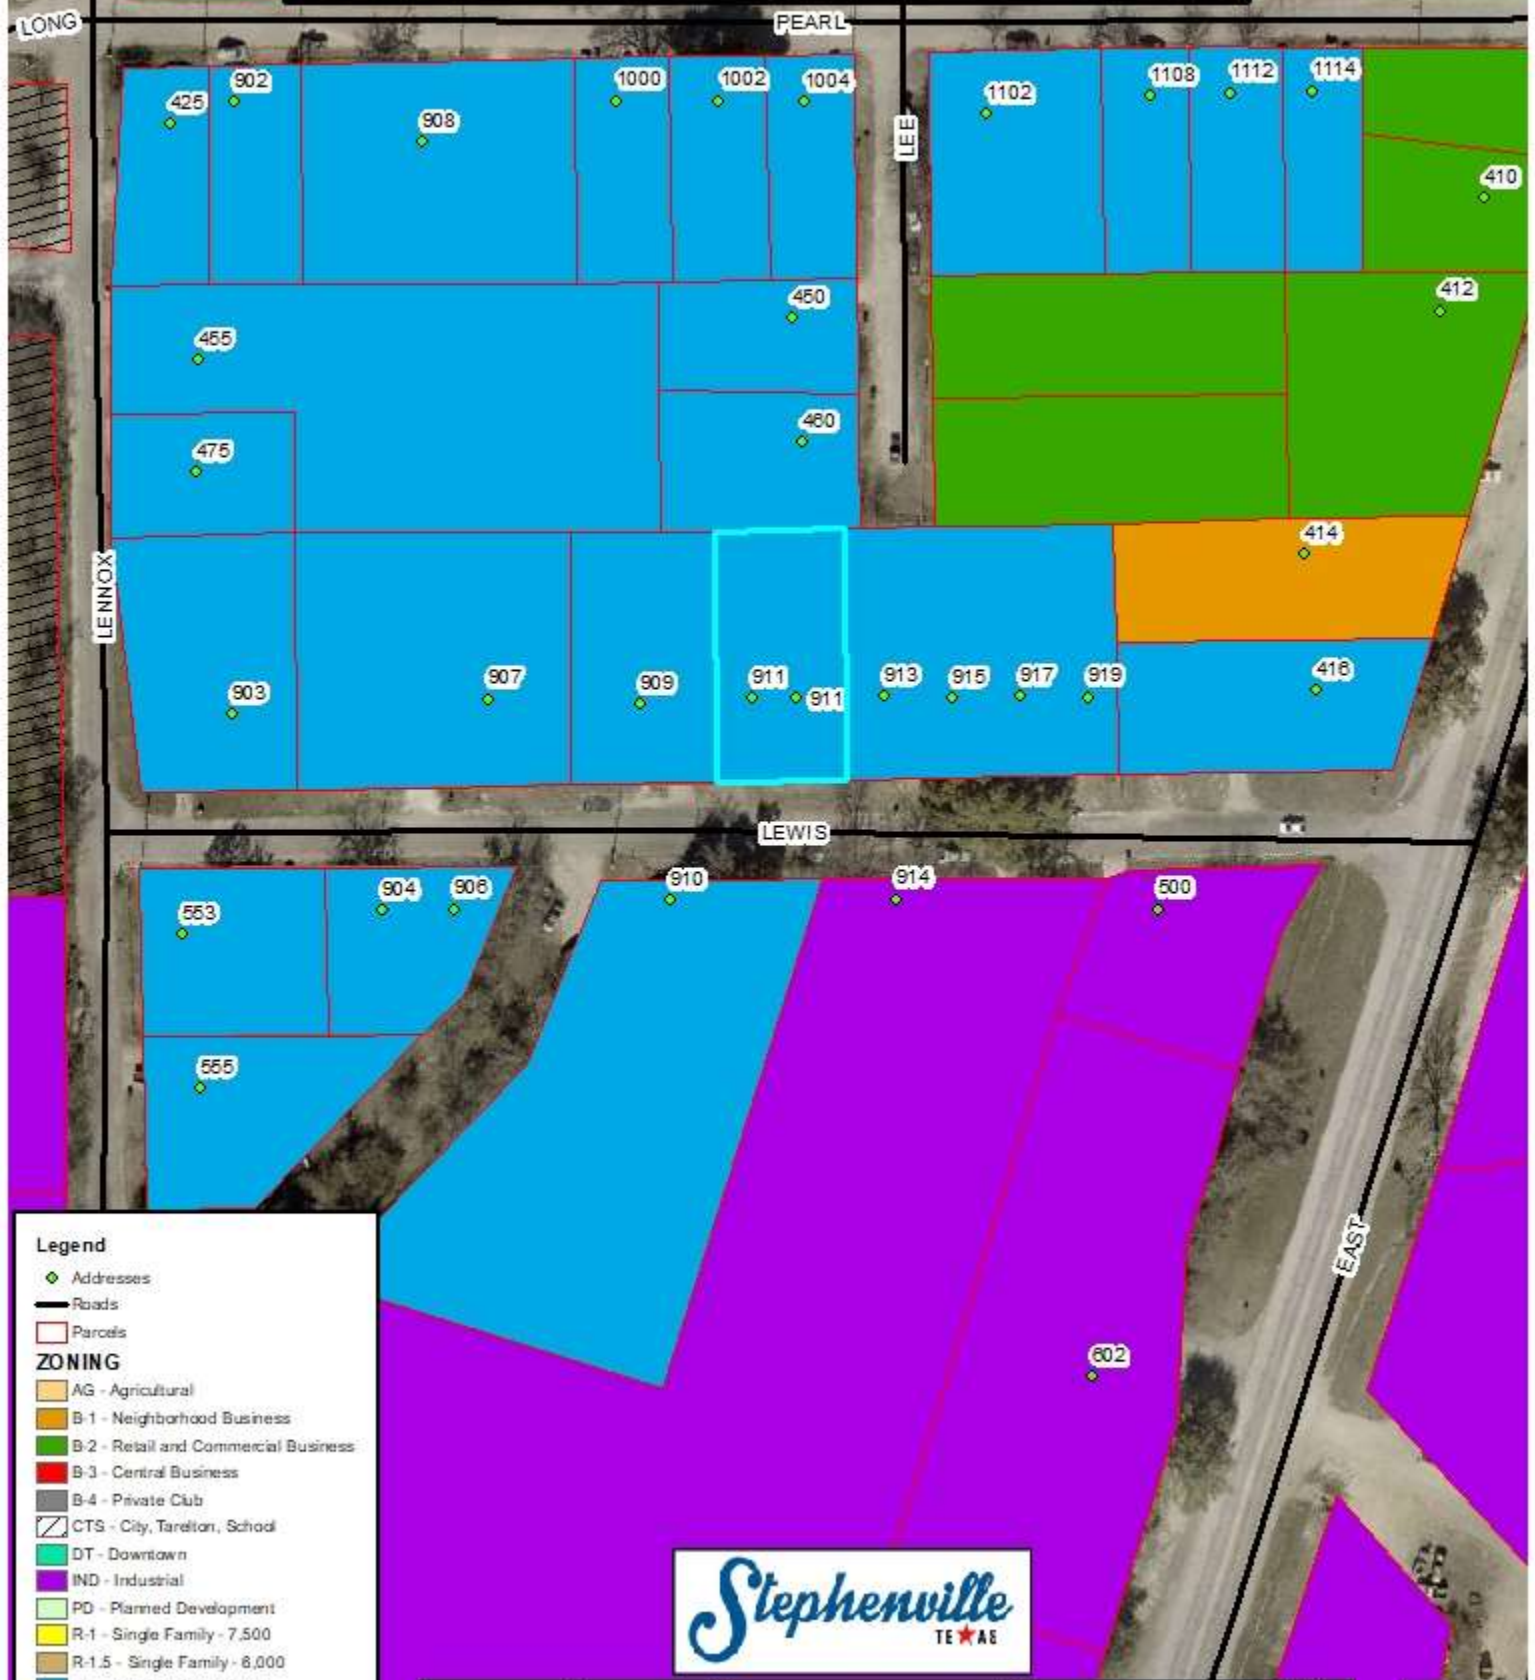 LONG
PEARL
425
902
908
1000
1002
1004
LEE
1102
1108
1112
1114
410
412
450
455
460
475
414
LENNOX
903
907
909
911
911
913
915
917
919
416
LEWIS
553
904
906
910
914
500
555
EAST
602
Legend
Addresses
Roads
Parcels
ZONING
AG - Agricultural
B-1 - Neighborhood Business
B-2 - Retail and Commercial Business
B-3 - Central Business
B-4 - Private Club
CTS - City, Tarelton, School
DT - Downtown
IND - Industrial
PD - Planned Development
R-1 - Single Family - 7,500
R-1.5 - Single Family - 6,000
Stephenville
TEXAS